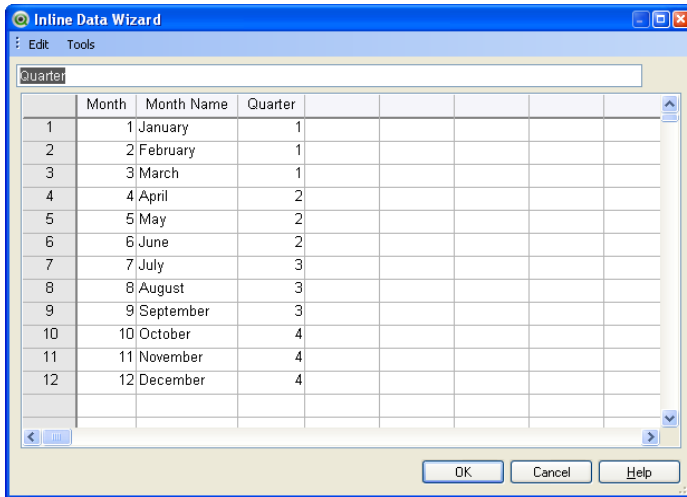 Inline Data Wizard
Edit Tools
Quarter
Month Month Name Quarter
1 1 January 1
2 2 February 1
3 3 March 1
4 4 April 2
5 5 May 2
6 6 June 2
7 7 July 3
8 8 August 3
9 9 September 3
10 10 October 4
11 11 November 4
12 12 December 4
OK Cancel Help